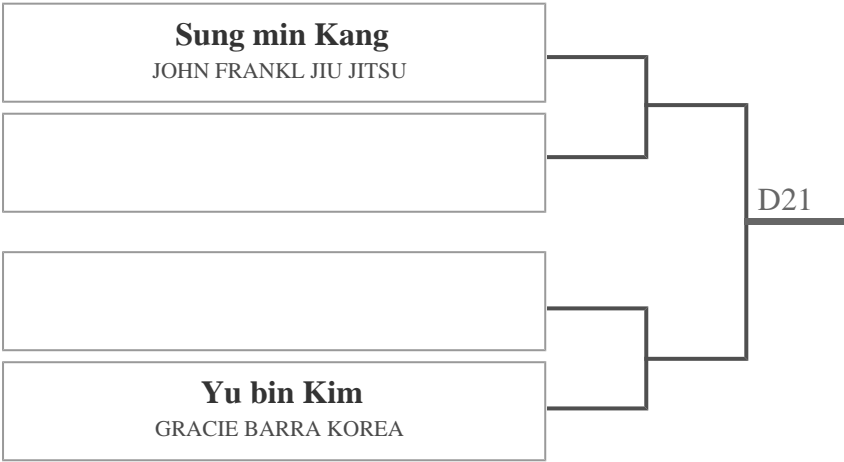 Sung min Kang
JOHN FRANKL JIU JITSU
D21
Yu bin Kim
GRACIE BARRA KOREA